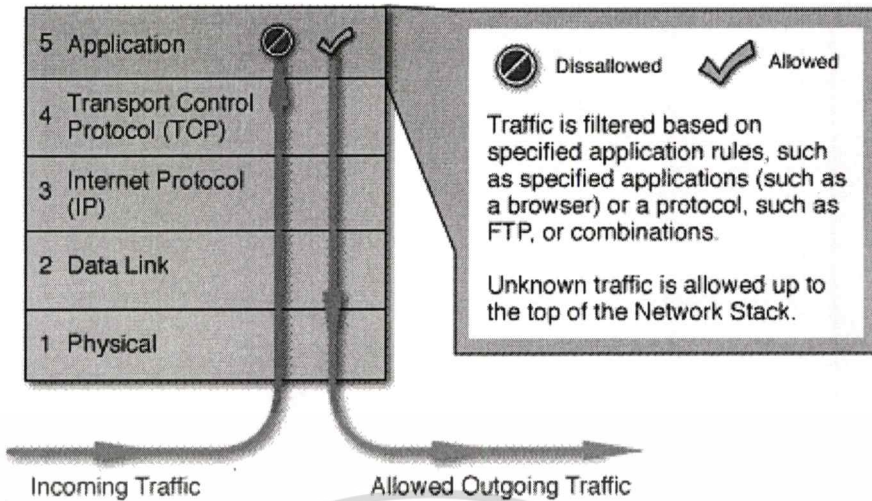 5 Application
4 Transport Control
Protocol (TCP)
3 Internet Protocol
(IP)
2 Data Link
1 Physical
Incoming Traffic
Allowed Outgoing Traffic
Dissallowed
Allowed
Traffic is filtered based on
specified application rules, such
as specified applications (such as
a browser) or a protocol, such as
FTP, or combinations.
Unknown traffic is allowed up to
the top of the Network Stack.